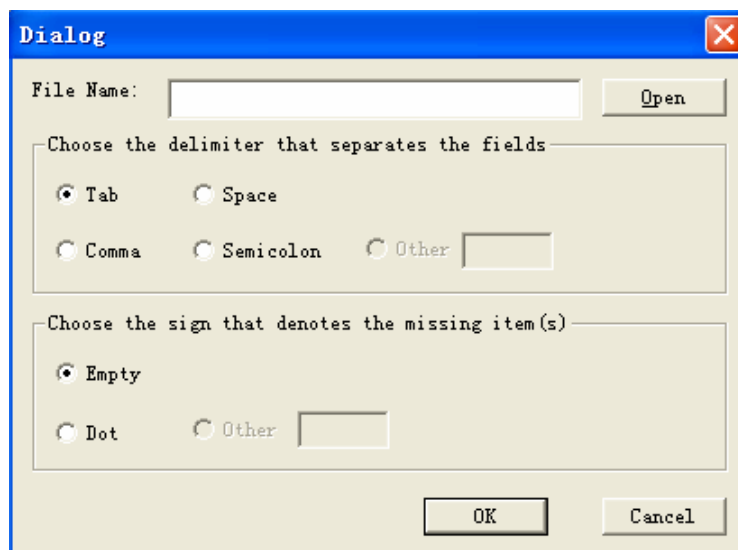 Dialog
File Name: Open
Choose the delimiter that separates the fields
Tab Space
Comma Semicolon Other
Choose the sign that denotes the missing item(s)
Empty
Dot Other
OK Cancel